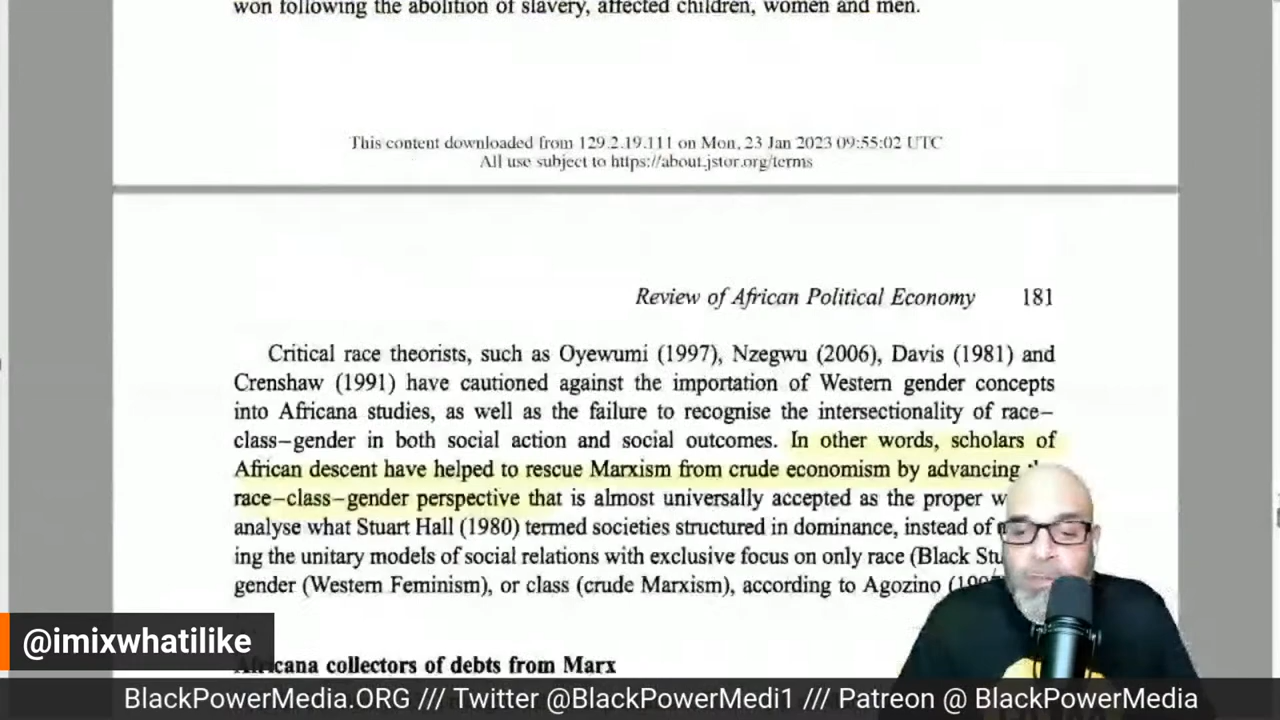 won following the abolition of slavery, affected children, women and men.
This content downloaded from 129.2.19.111 on Mon, 23 Jan 2023 09:55:02 UTC
All use subject to https://about.jstor.org/terms
Review of African Political Economy 181
Critical race theorists, such as Oyewumi (1997), Nzegwu (2006), Davis (1981) and
Crenshaw (1991) have cautioned against the importation of Western gender concepts
into Africana studies, as well as the failure to recognise the intersectionality of race–
class–gender in both social action and social outcomes. In other words, scholars of
African descent have helped to rescue Marxism from crude economism by advancing
race–class–gender perspective that is almost universally accepted as the proper
analyse what Stuart Hall (1980) termed societies structured in dominance, instead of
ing the unitary models of social relations with exclusive focus on only race (Black
gender (Western Feminism), or class (crude Marxism), according to Agozino
Africana collectors of debts from Marx
@imixwhatilike
BlackPowerMedia.ORG /// Twitter @BlackPowerMedi1 /// Patreon @ BlackPowerMedia